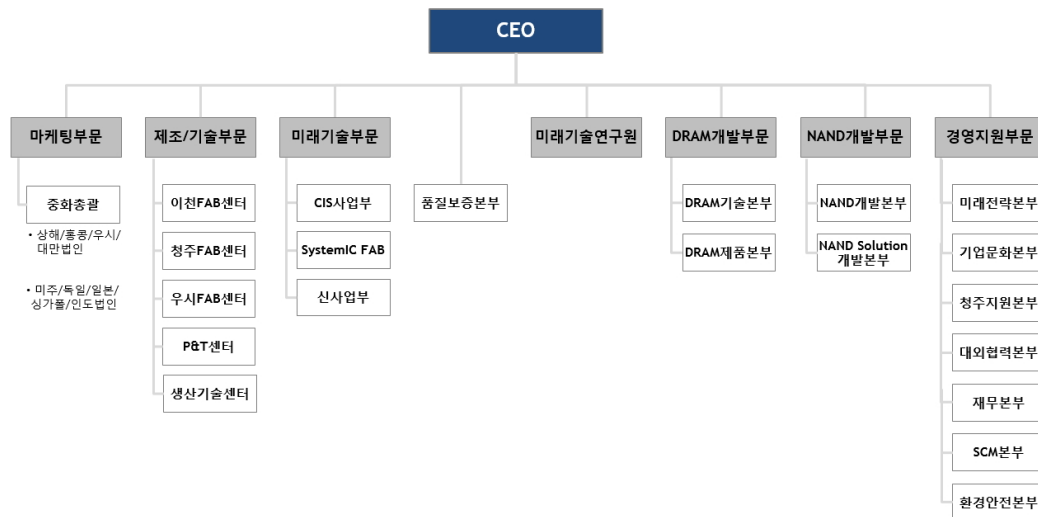 CEO
마케팅부문
제조/기술부문
미래기술부문
미래기술연구원
DRAM개발부문
NAND개발부문
경영지원부문
중화총괄
• 상해/홍콩/우시/
대만법인
• 미주/독일/일본/
싱가폴/인도법인
이천FAB센터
청주FAB센터
우시FAB센터
P&T센터
생산기술센터
CIS사업부
SystemIC FAB
신사업부
품질보증본부
DRAM기술본부
DRAM제품본부
NAND개발본부
NAND Solution
개발본부
미래전략본부
기업문화본부
청주지원본부
대외협력본부
재무본부
SCM본부
환경안전본부